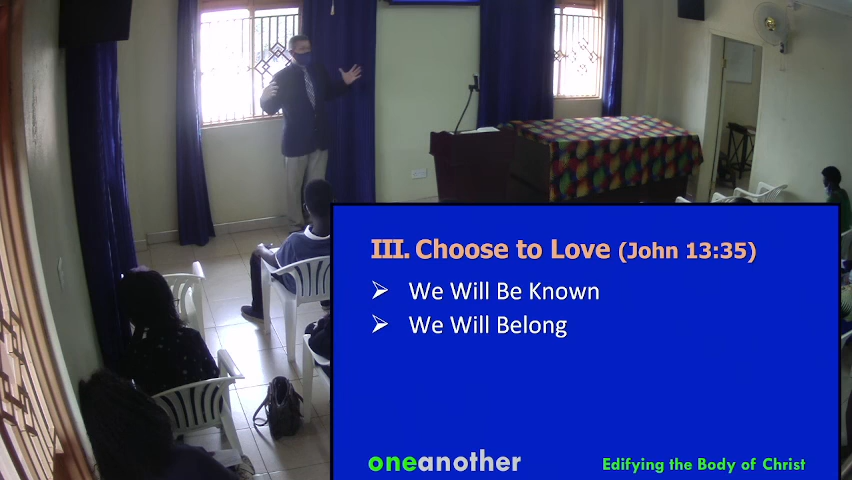 III. Choose to Love (John 13:35)
➢ We Will Be Known
➢ We Will Belong
oneanother
Edifying the Body of Christ